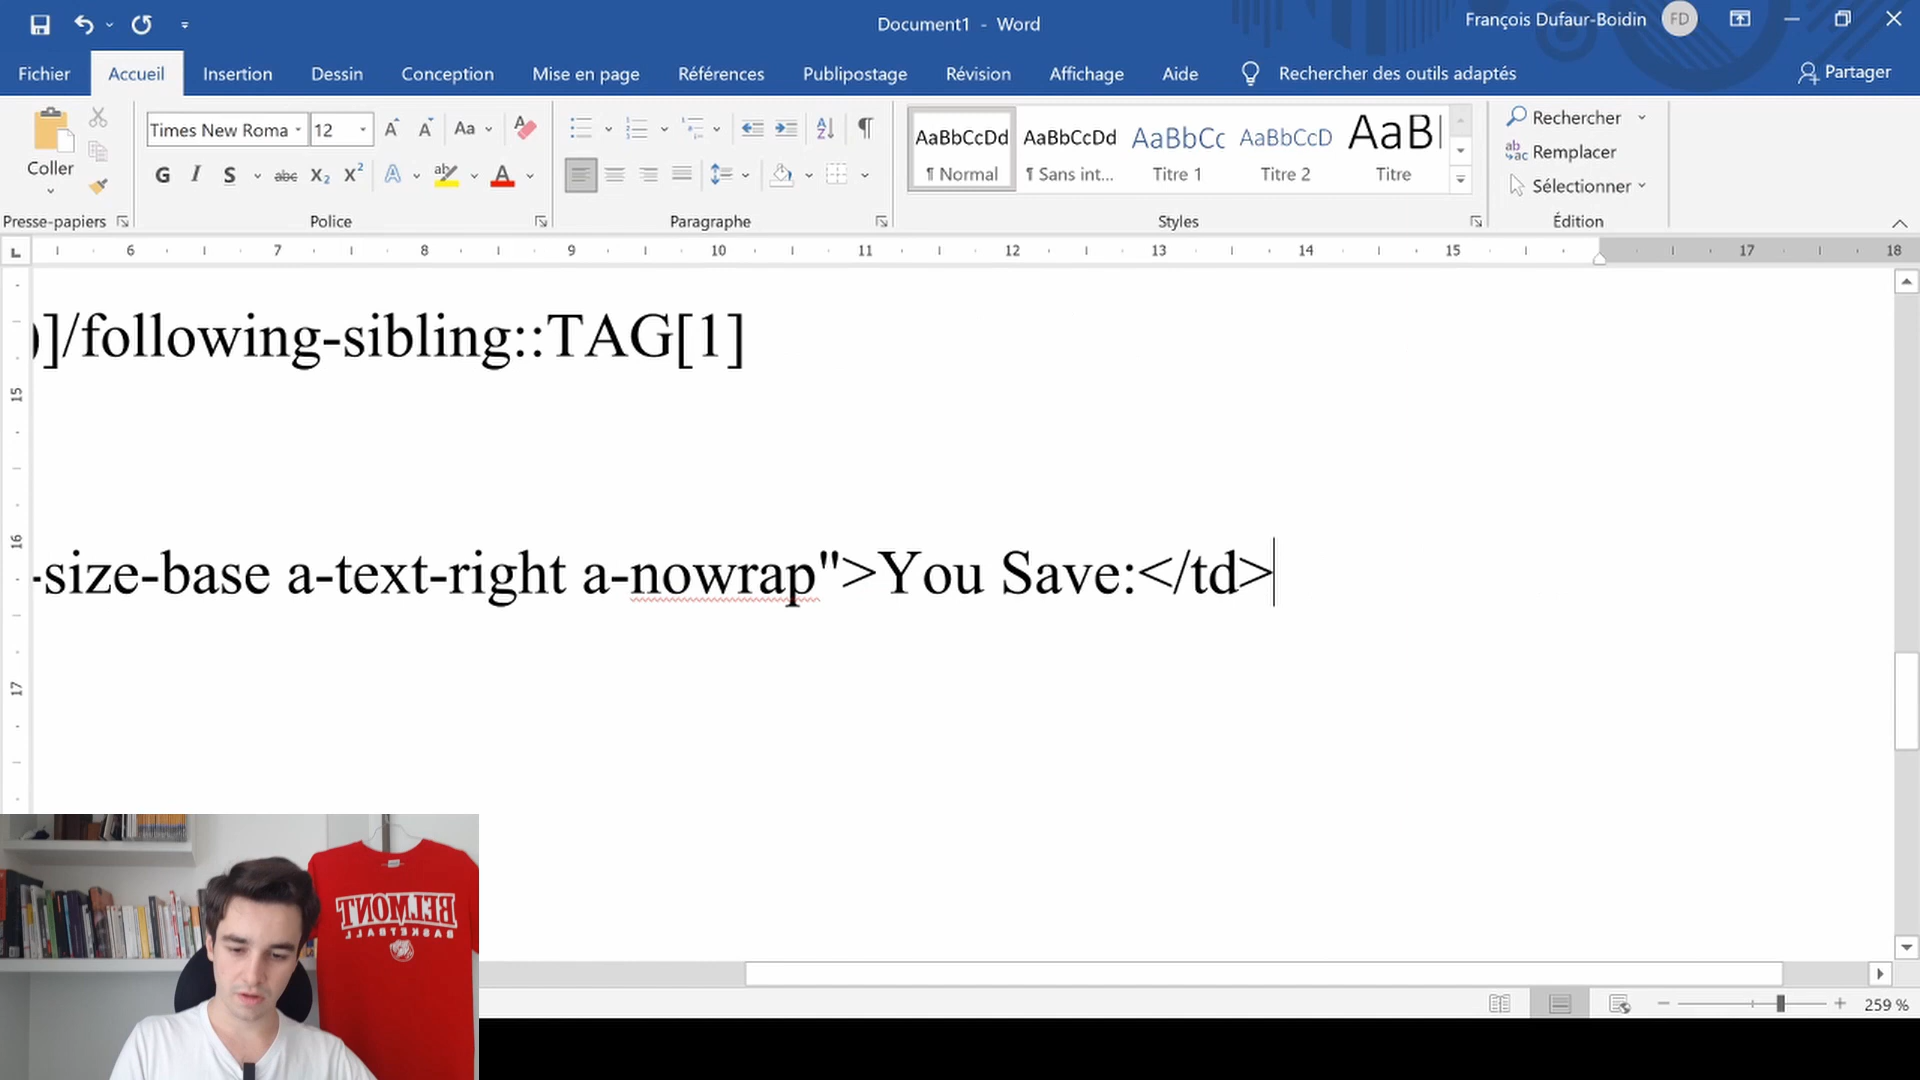 Document1 - Word
François Dufaur-Boidin
FD
Fichier
Accueil
Insertion
Dessin
Conception
Mise en page
Références
Publipostage
Révision
Affichage
Aide
Rechercher des outils adaptés
Partager
Coller
Presse-papiers
Times New Roma
12
Aa
G I S abc X₂ X²
Police
Paragraphe
AaBbCcDd
¶ Normal
AaBbCcDd
¶ Sans int...
AaBbCc
Titre 1
AaBbCcD
Titre 2
AaB
Titre
Styles
Rechercher
Remplacer
Sélectionner
Édition
6 7 8 9 10 11 12 13 14 15 17 18
)]/following-sibling::TAG[1]
15
16
-size-base a-text-right a-nowrap">You Save:</td>
17
BELMONT
BASKETBALL
259 %